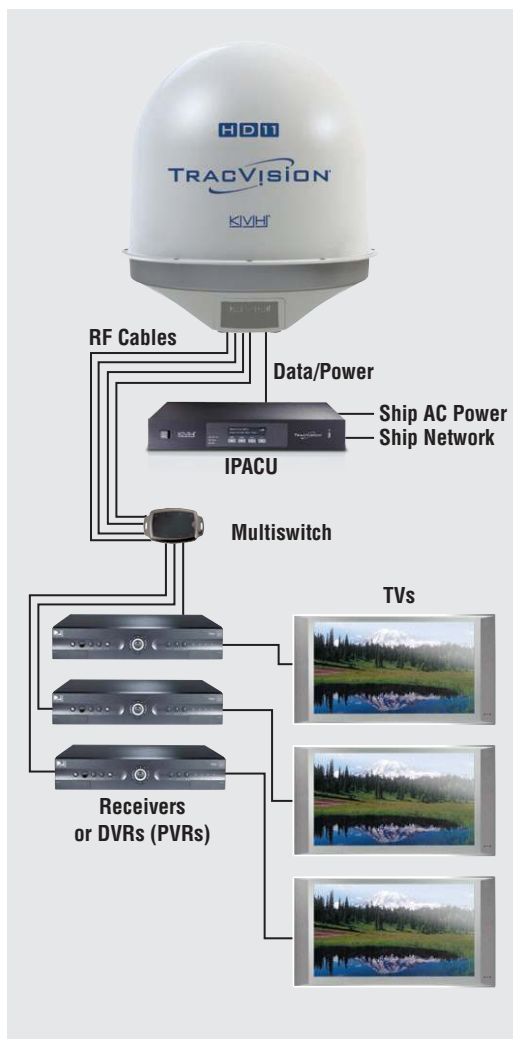 HD11
TRACVISION
KVH
RF Cables
Data/Power
Ship AC Power
Ship Network
IPACU
Multiswitch
TVs
Receivers
or DVRs (PVRs)